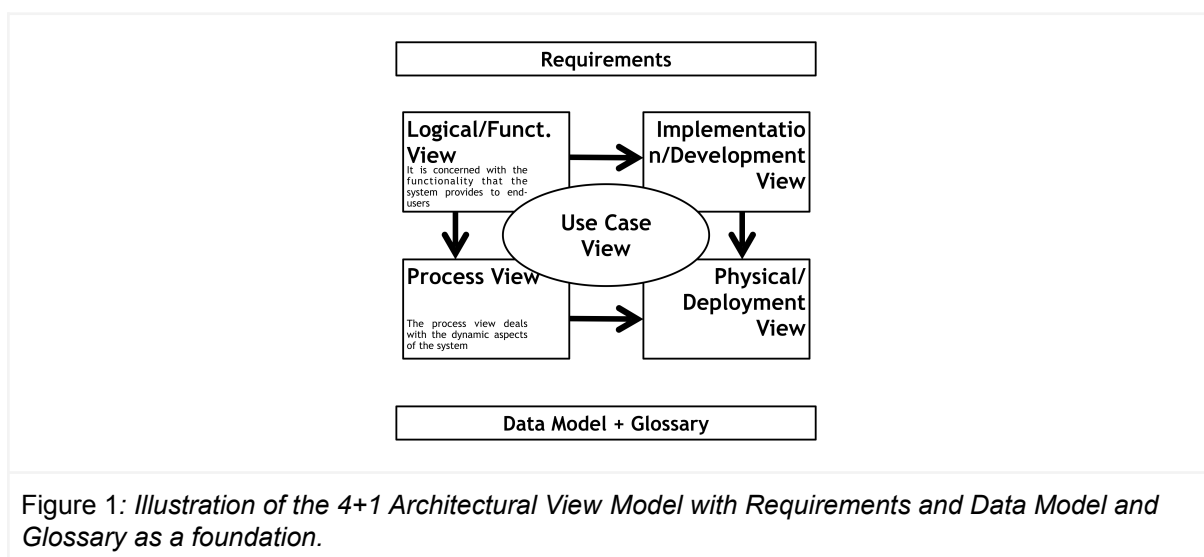 Requirements
Logical/Funct.
View
It is concerned with the
functionality that the
system provides to end-
users
Implementatio
n/Development
View
Use Case
View
Process View
The process view deals
with the dynamic aspects
of the system
Physical/
Deployment
View
Data Model + Glossary
Figure 1: Illustration of the 4+1 Architectural View Model with Requirements and Data Model and
Glossary as a foundation.